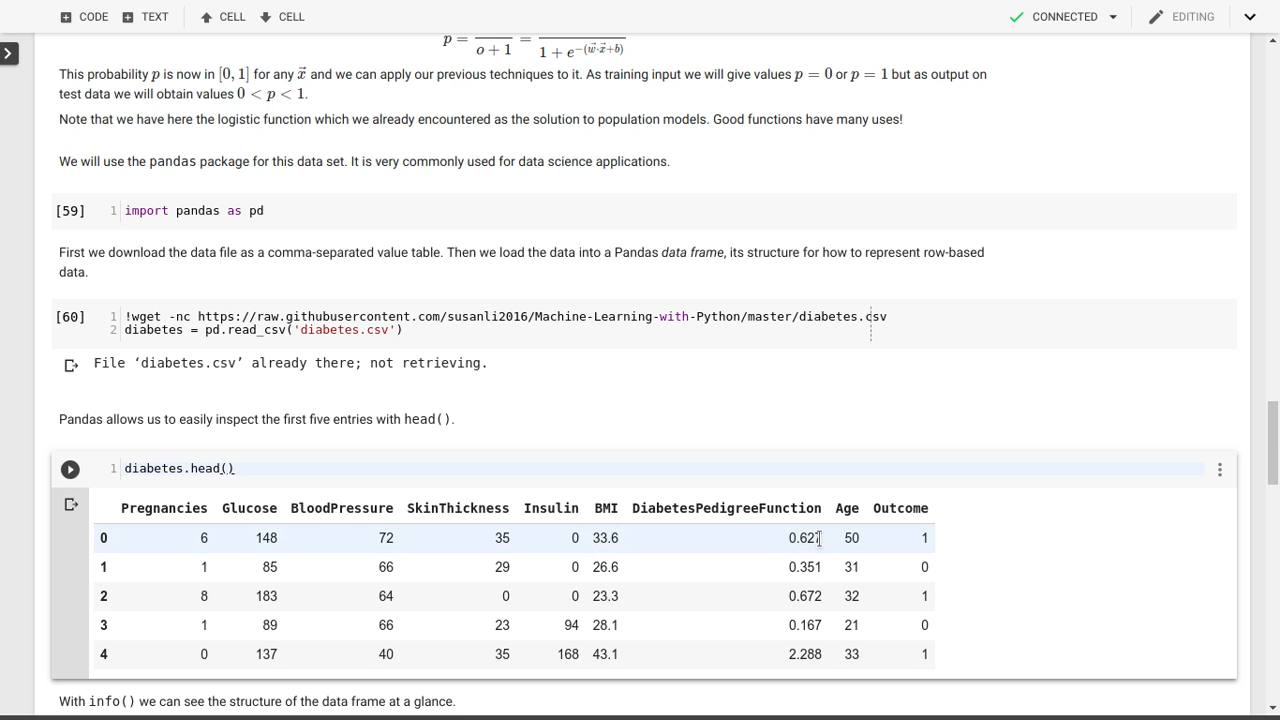 CODE TEXT CELL CELL CONNECTED EDITING
p = o + 1 = 1 + e^{-(\vec{w}·\vec{x}+b)}
This probability p is now in [0, 1] for any \vec{x} and we can apply our previous techniques to it. As training input we will give values p = 0 or p = 1 but as output on
test data we will obtain values 0 < p < 1.
Note that we have here the logistic function which we already encountered as the solution to population models. Good functions have many uses!
We will use the pandas package for this data set. It is very commonly used for data science applications.
[59] 1 import pandas as pd
First we download the data file as a comma-separated value table. Then we load the data into a Pandas data frame, its structure for how to represent row-based
data.
[60] 1 !wget -nc https://raw.githubusercontent.com/susanli2016/Machine-Learning-with-Python/master/diabetes.csv
2 diabetes = pd.read_csv('diabetes.csv')
File ‘diabetes.csv’ already there; not retrieving.
Pandas allows us to easily inspect the first five entries with head().
1 diabetes.head()
Pregnancies Glucose BloodPressure SkinThickness Insulin BMI DiabetesPedigreeFunction Age Outcome
0 6 148 72 35 0 33.6 0.627 50 1
1 1 85 66 29 0 26.6 0.351 31 0
2 8 183 64 0 0 23.3 0.672 32 1
3 1 89 66 23 94 28.1 0.167 21 0
4 0 137 40 35 168 43.1 2.288 33 1
With info() we can see the structure of the data frame at a glance.